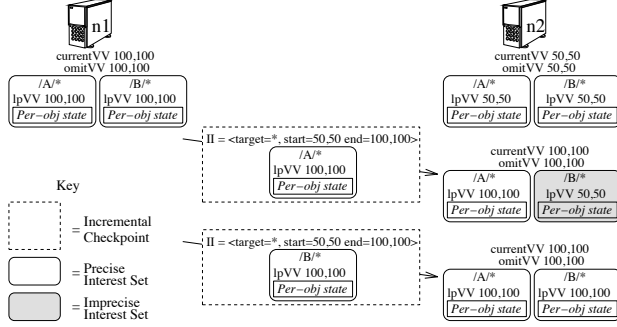 n1
currentVV 100,100
omitVV 100,100
/A/*
lpVV 100,100
Per-obj state
/B/*
lpVV 100,100
Per-obj state
n2
currentVV 50,50
omitVV 50,50
/A/*
lpVV 50,50
Per-obj state
/B/*
lpVV 50,50
Per-obj state
II = <target=*, start=50,50 end=100,100>
/A/*
lpVV 100,100
Per-obj state
currentVV 100,100
omitVV 100,100
/A/*
lpVV 100,100
Per-obj state
/B/*
lpVV 50,50
Per-obj state
II = <target=*, start=50,50 end=100,100>
/B/*
lpVV 100,100
Per-obj state
currentVV 100,100
omitVV 100,100
/A/*
lpVV 100,100
Per-obj state
/B/*
lpVV 100,100
Per-obj state
Key
= Incremental
Checkpoint
= Precise
Interest Set
= Imprecise
Interest Set